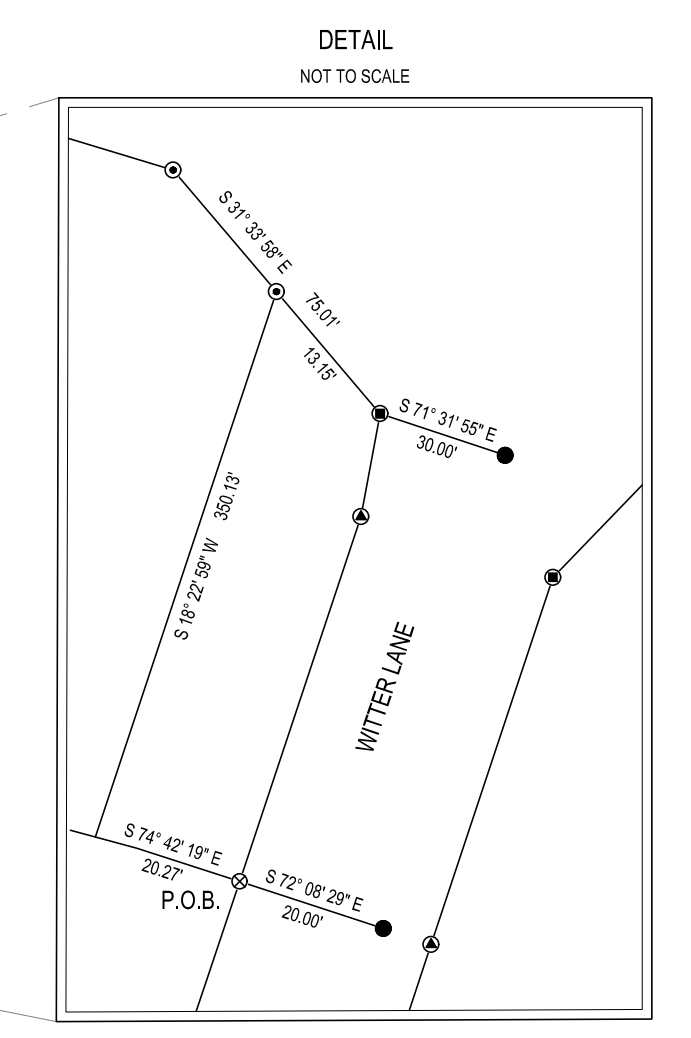 DETAIL
NOT TO SCALE
S 31° 33' 58" E
75.01'
13.15'
S 71° 31' 55" E
30.00'
S 18° 22' 59" W 350.13'
WITTER LANE
S 74° 42' 19" E
20.27'
P.O.B.
S 72° 08' 29" E
20.00'